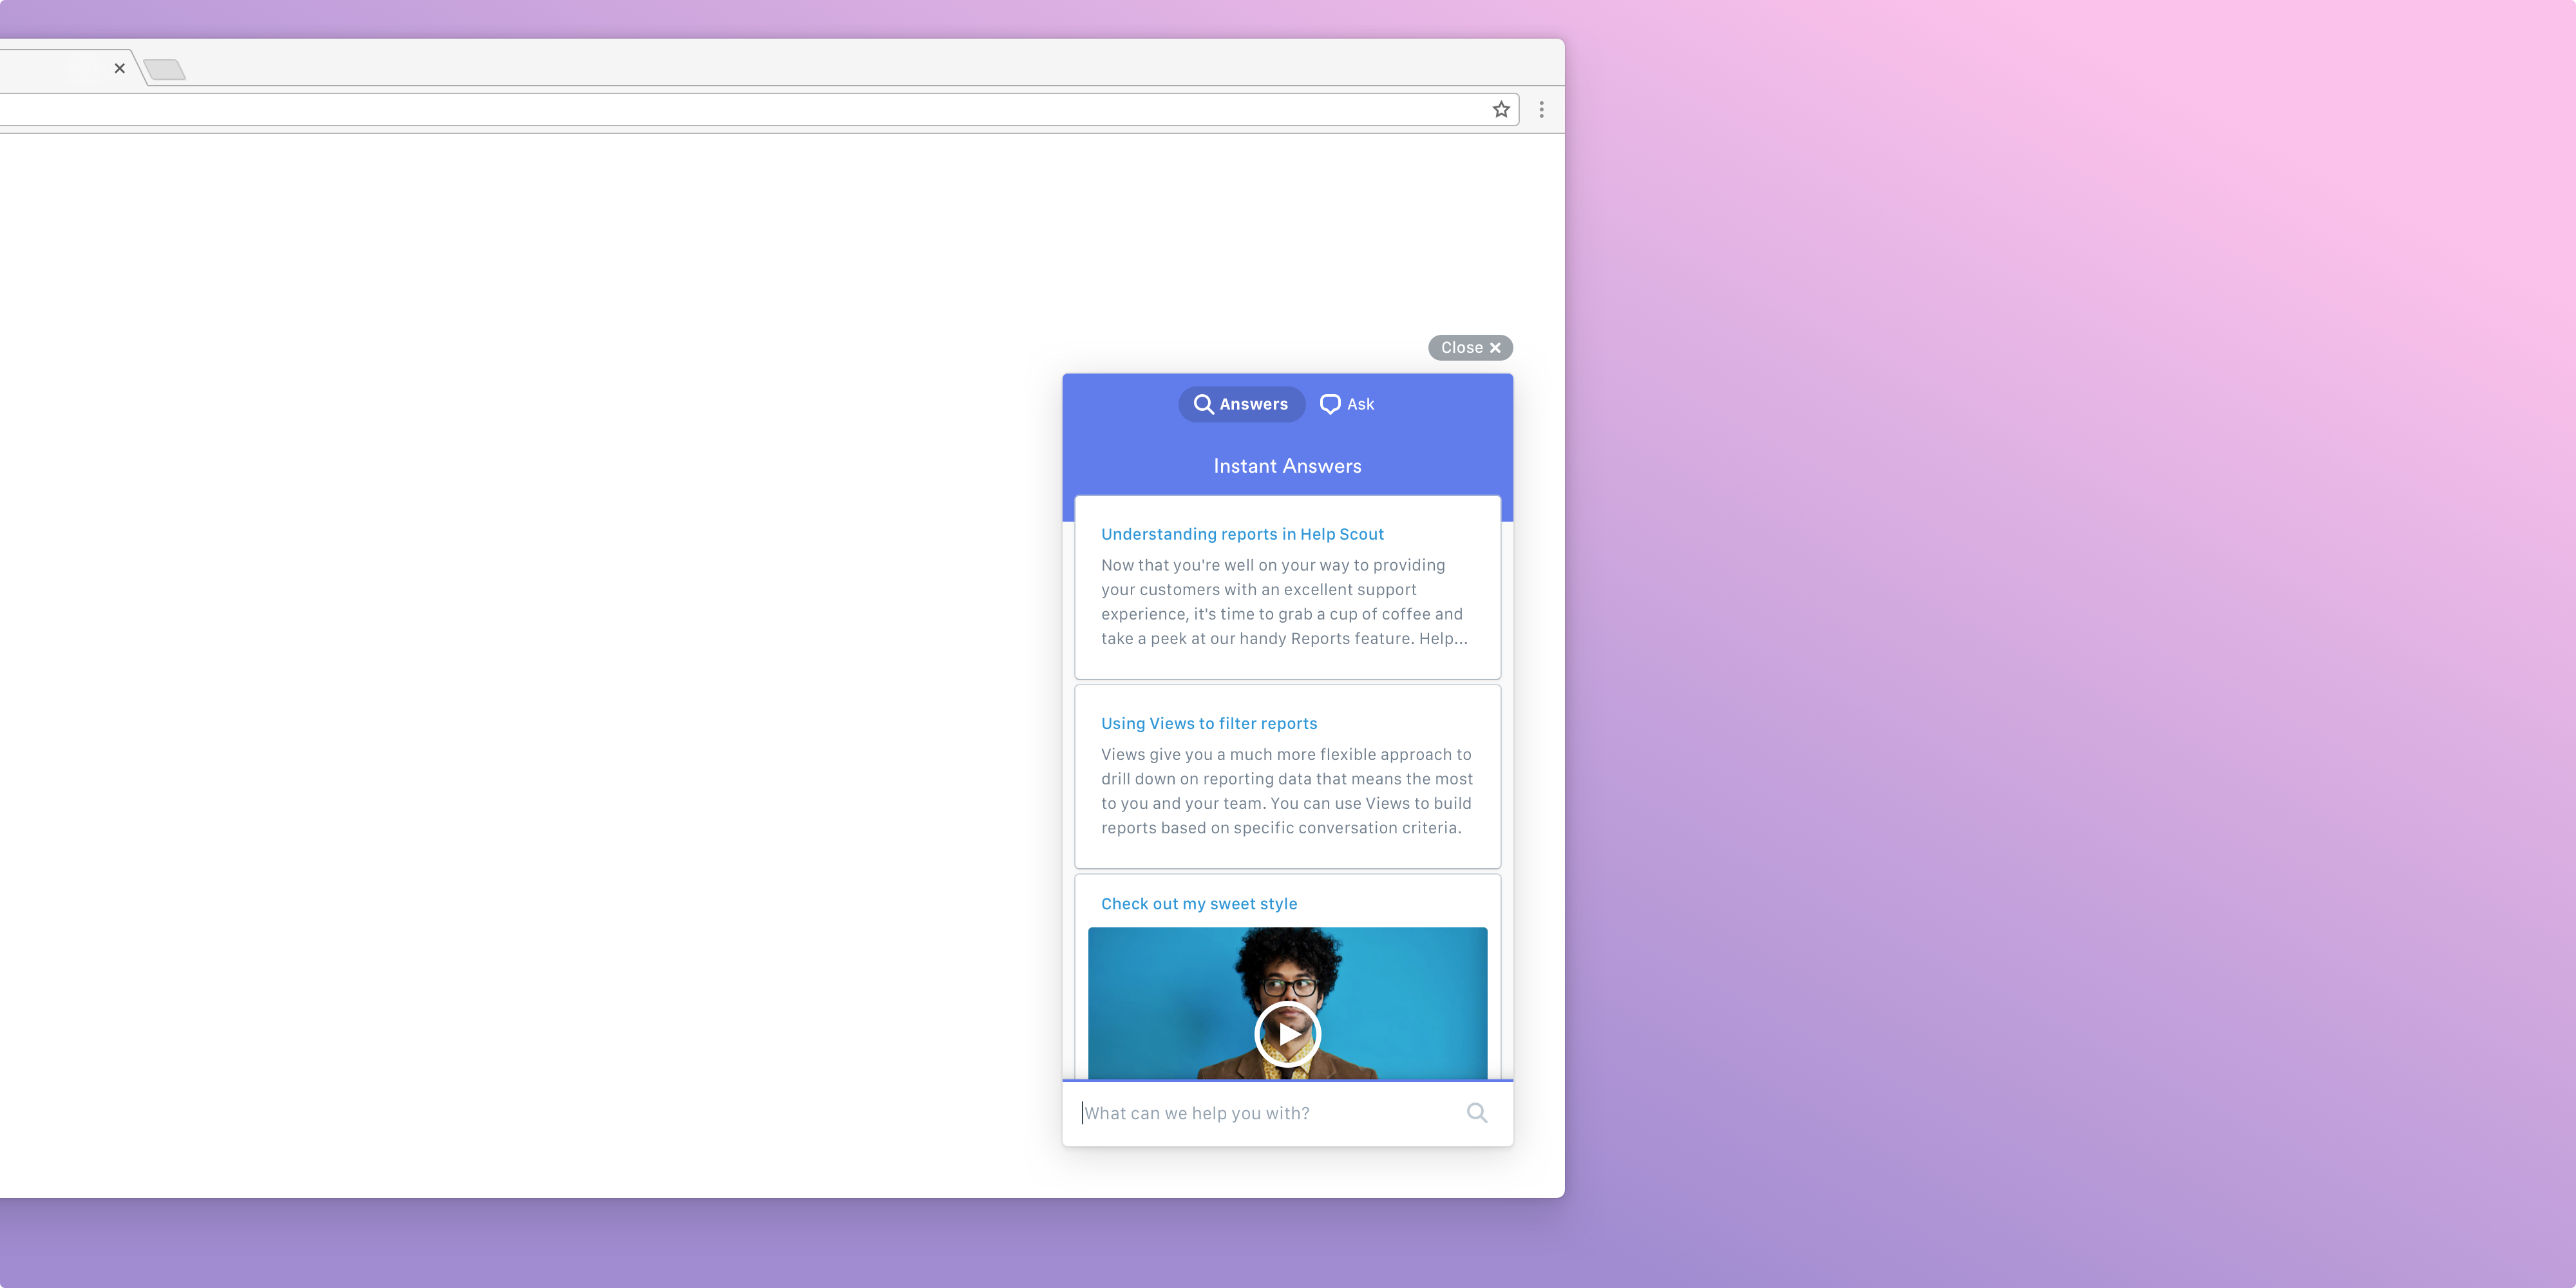 Close
Answers
Ask
Instant Answers
Understanding reports in Help Scout
Now that you're well on your way to providing
your customers with an excellent support
experience, it's time to grab a cup of coffee and
take a peek at our handy Reports feature. Help...
Using Views to filter reports
Views give you a much more flexible approach to
drill down on reporting data that means the most
to you and your team. You can use Views to build
reports based on specific conversation criteria.
Check out my sweet style
What can we help you with?